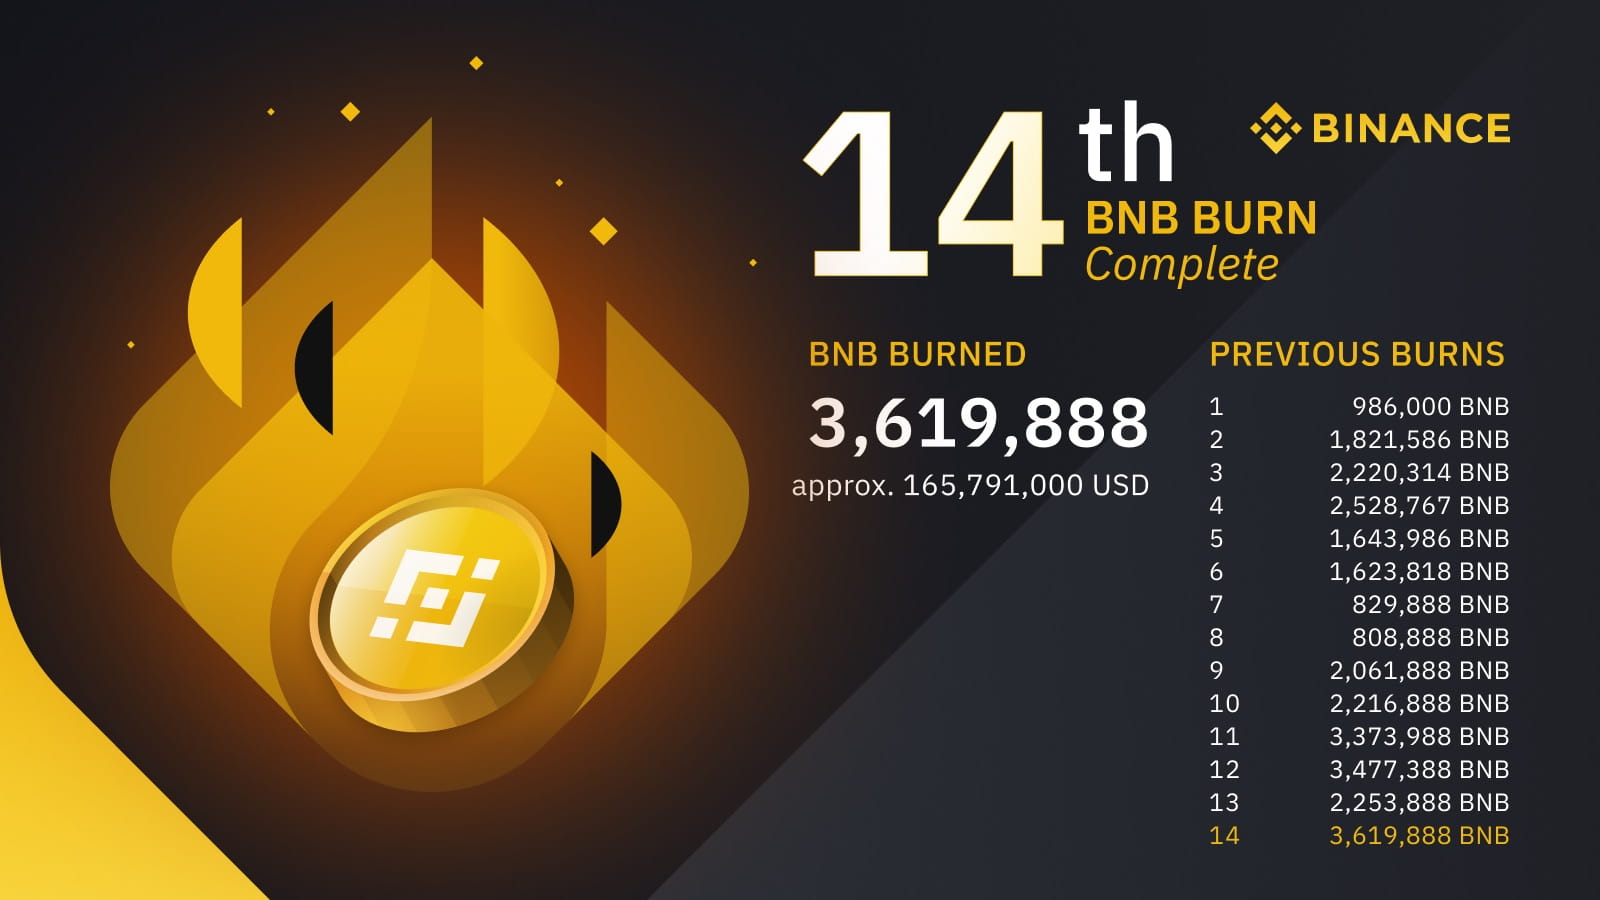 14th
BINANCE
BNB BURN
Complete
BNB BURNED
3,619,888
approx. 165,791,000 USD
PREVIOUS BURNS
1 986,000 BNB
2 1,821,586 BNB
3 2,220,314 BNB
4 2,528,767 BNB
5 1,643,986 BNB
6 1,623,818 BNB
7 829,888 BNB
8 808,888 BNB
9 2,061,888 BNB
10 2,216,888 BNB
11 3,373,988 BNB
12 3,477,388 BNB
13 2,253,888 BNB
14 3,619,888 BNB